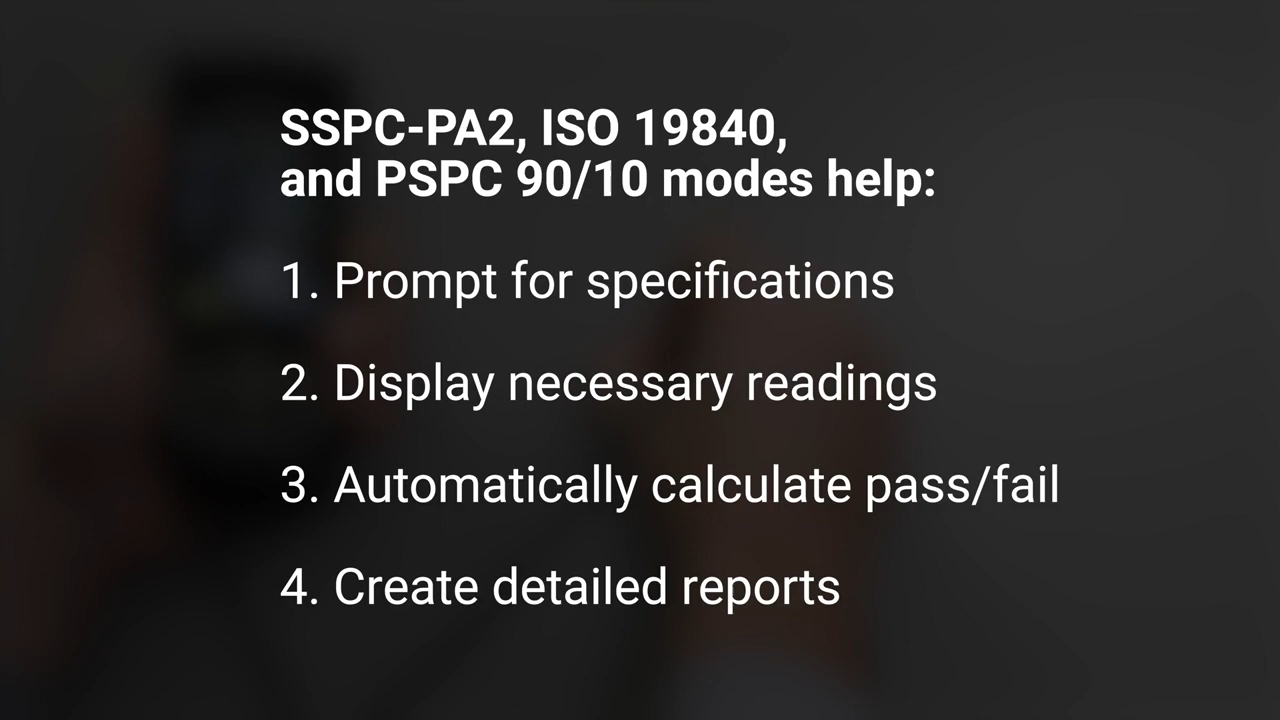 SSPC-PA2, ISO 19840,
and PSPC 90/10 modes help:
1. Prompt for specifications
2. Display necessary readings
3. Automatically calculate pass/fail
4. Create detailed reports